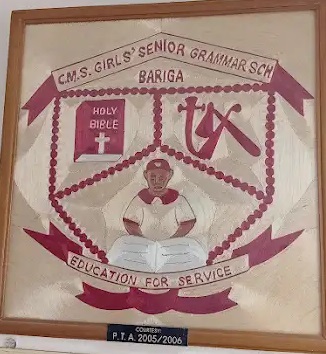 C.M.S. GIRLS' SENIOR GRAMMAR SCH
BARIGA
HOLY
BIBLE
EDUCATION FOR SERVICE
COURTESY:
P.T.A. 2005/2006